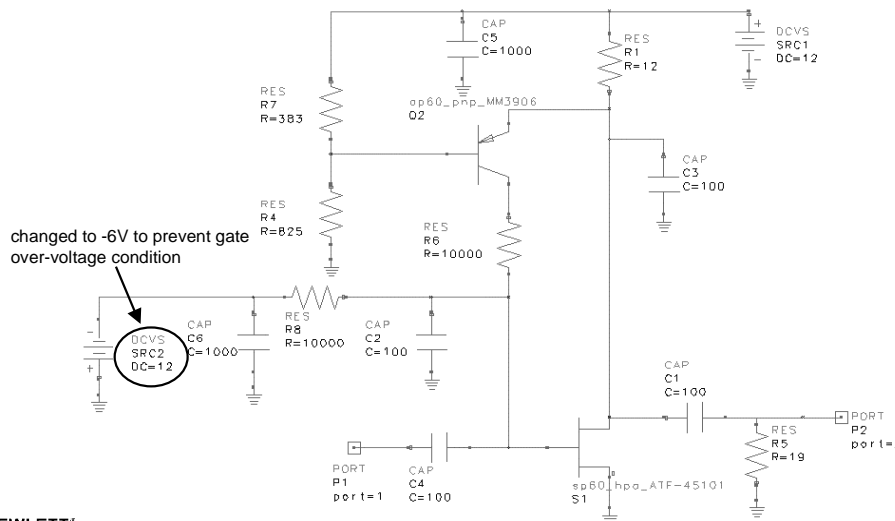 CAP
C5
C=1000
RES
R1
R=12
+
DCVS
SRC1
-
DC=12
RES
R7
R=383
ap60_pnp_MM3906
Q2
CAP
C3
C=100
RES
R4
R=825
RES
R6
R=10000
changed to -6V to prevent gate
over-voltage condition
-
DCVS
SRC2
+
DC=12
CAP
C6
C=1000
RES
R8
R=10000
CAP
C2
C=100
CAP
C1
C=100
PORT
P2
port=
RES
R5
R=19
PORT
P1
port=1
CAP
C4
C=100
sp60_hpa_ATF-45101
S1